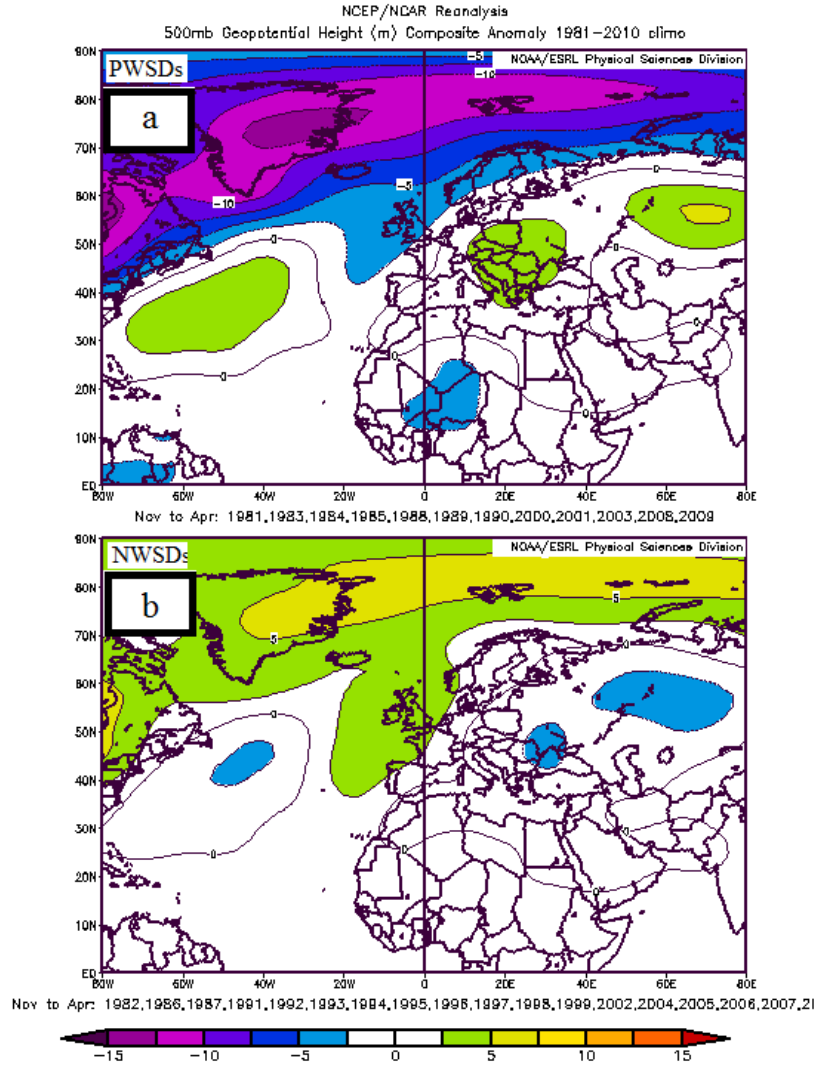 NCEP/NCAR Reanalysis
500mb Geopotential Height (m) Composite Anomaly 1981-2010 climo
PWSDs
NOAA/ESRL Physical Sciences Division
a
90N
80N
70N
60N
50N
40N
30N
20N
10N
EQ
-5
-10
-10
-5
0
0
0
0
0
0
0
80W 60W 40W 20W 0 20E 40E 60E 80E
Nov to Apr: 1981,1983,1984,1985,1988,1989,1990,2000,2001,2003,2008,2009
NWSDs
NOAA/ESRL Physical Sciences Division
b
90N
80N
70N
60N
50N
40N
30N
20N
10N
EQ
5
5
0
0
0
0
0
0
80W 60W 40W 20W 0 20E 40E 60E 80E
Nov to Apr: 1982,1986,1987,1991,1992,1993,1994,1995,1996,1997,1998,1999,2002,2004,2005,2006,2007,2
-15 -10 -5 0 5 10 15